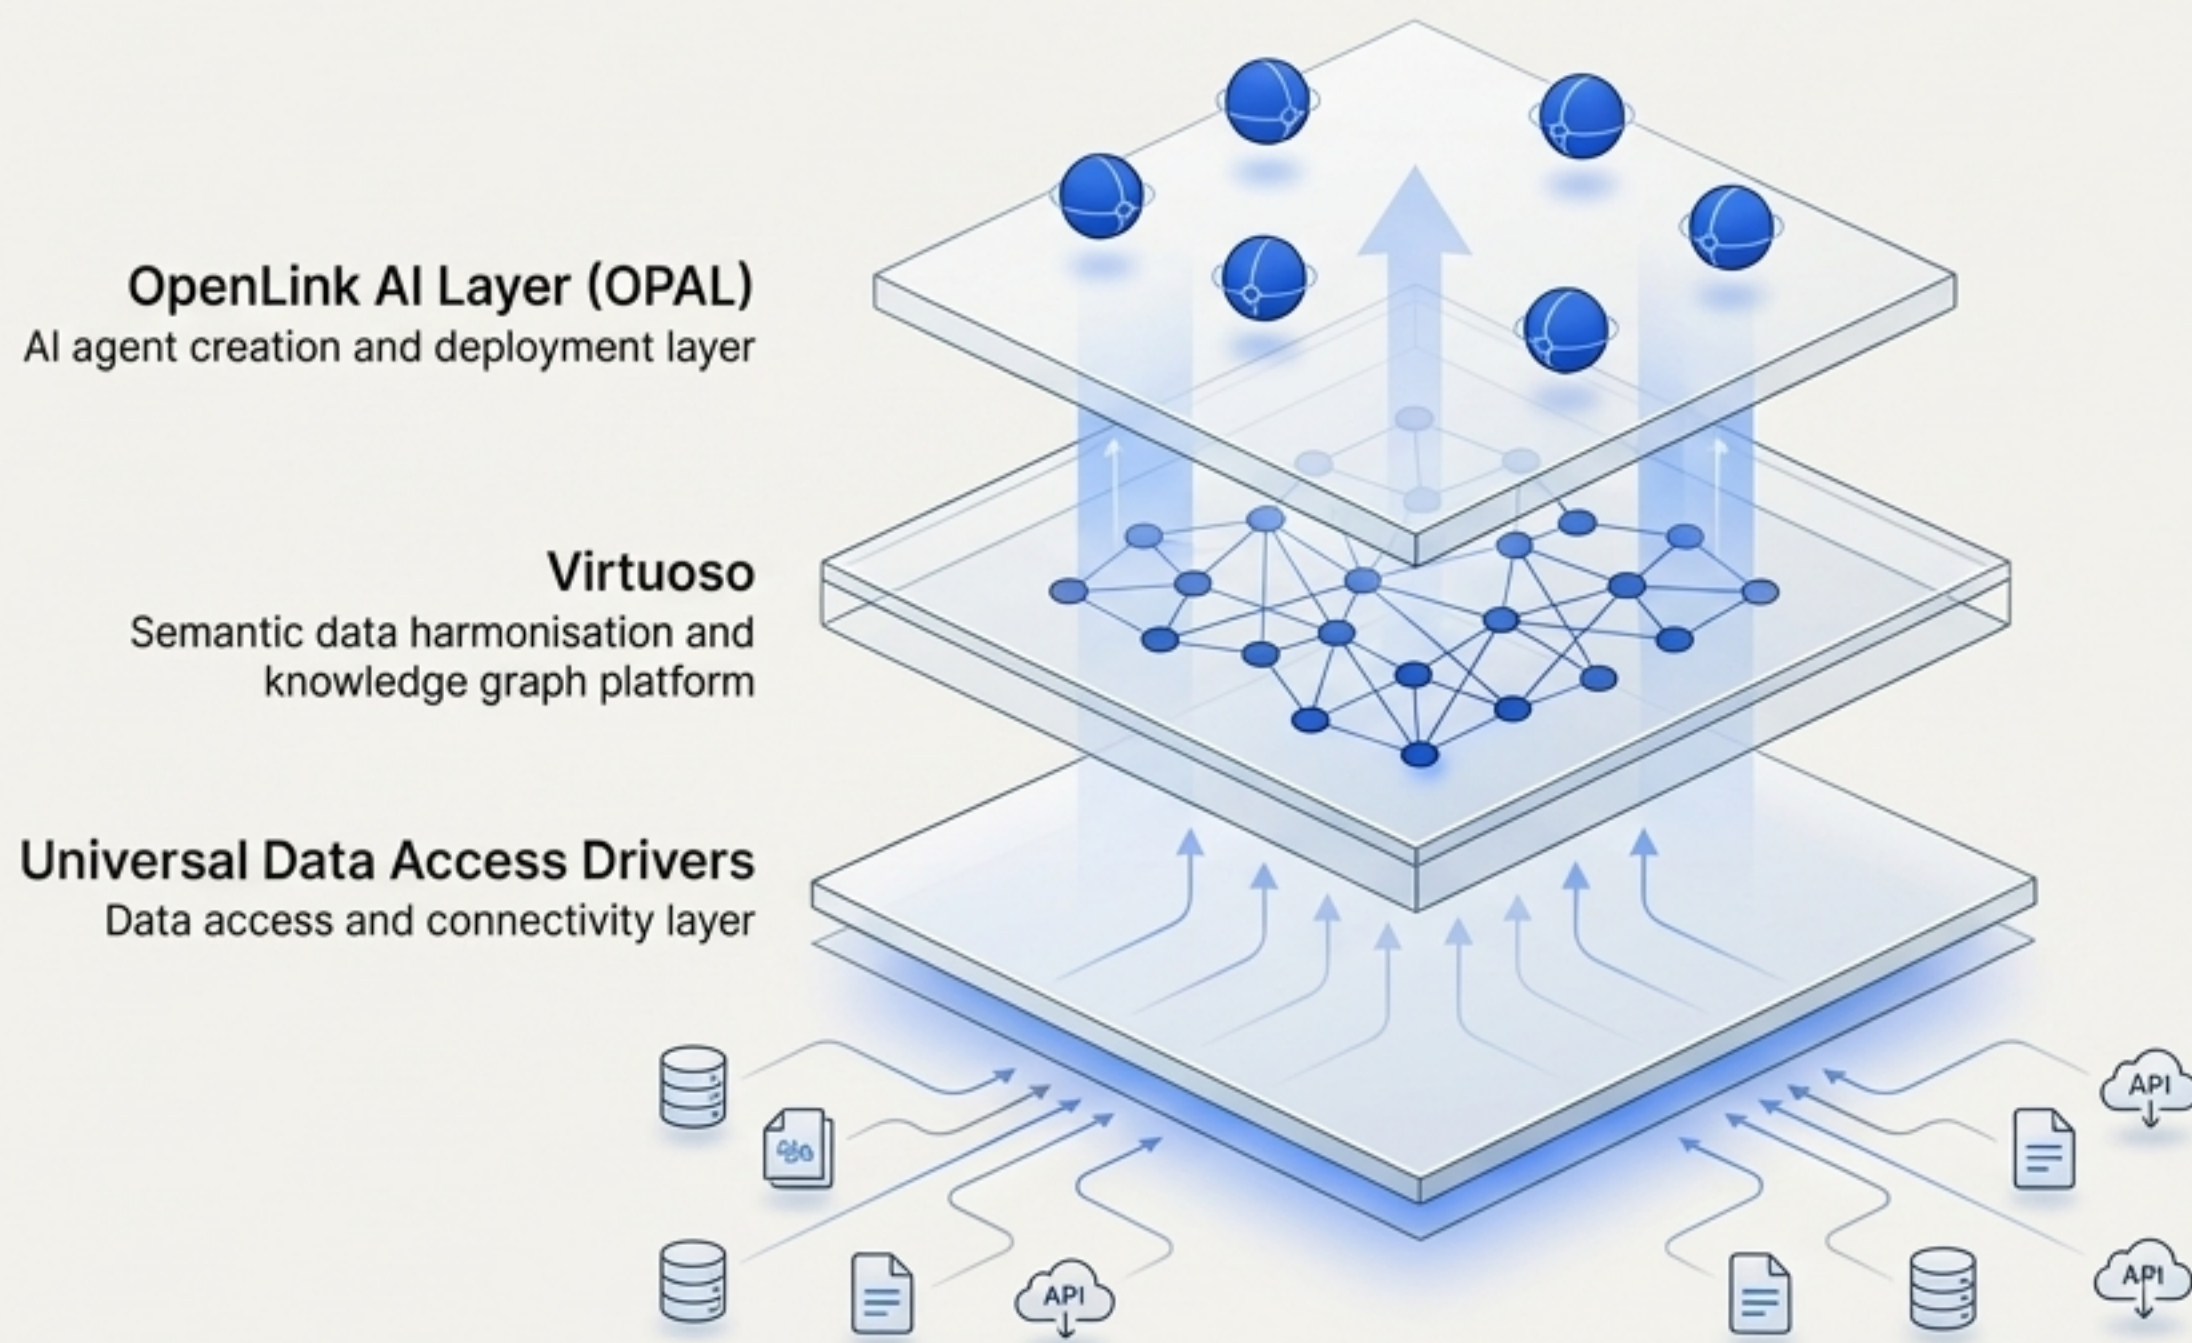 OpenLink AI Layer (OPAL)
AI agent creation and deployment layer
Virtuoso
Semantic data harmonisation and
knowledge graph platform
Universal Data Access Drivers
Data access and connectivity layer
API
API
API